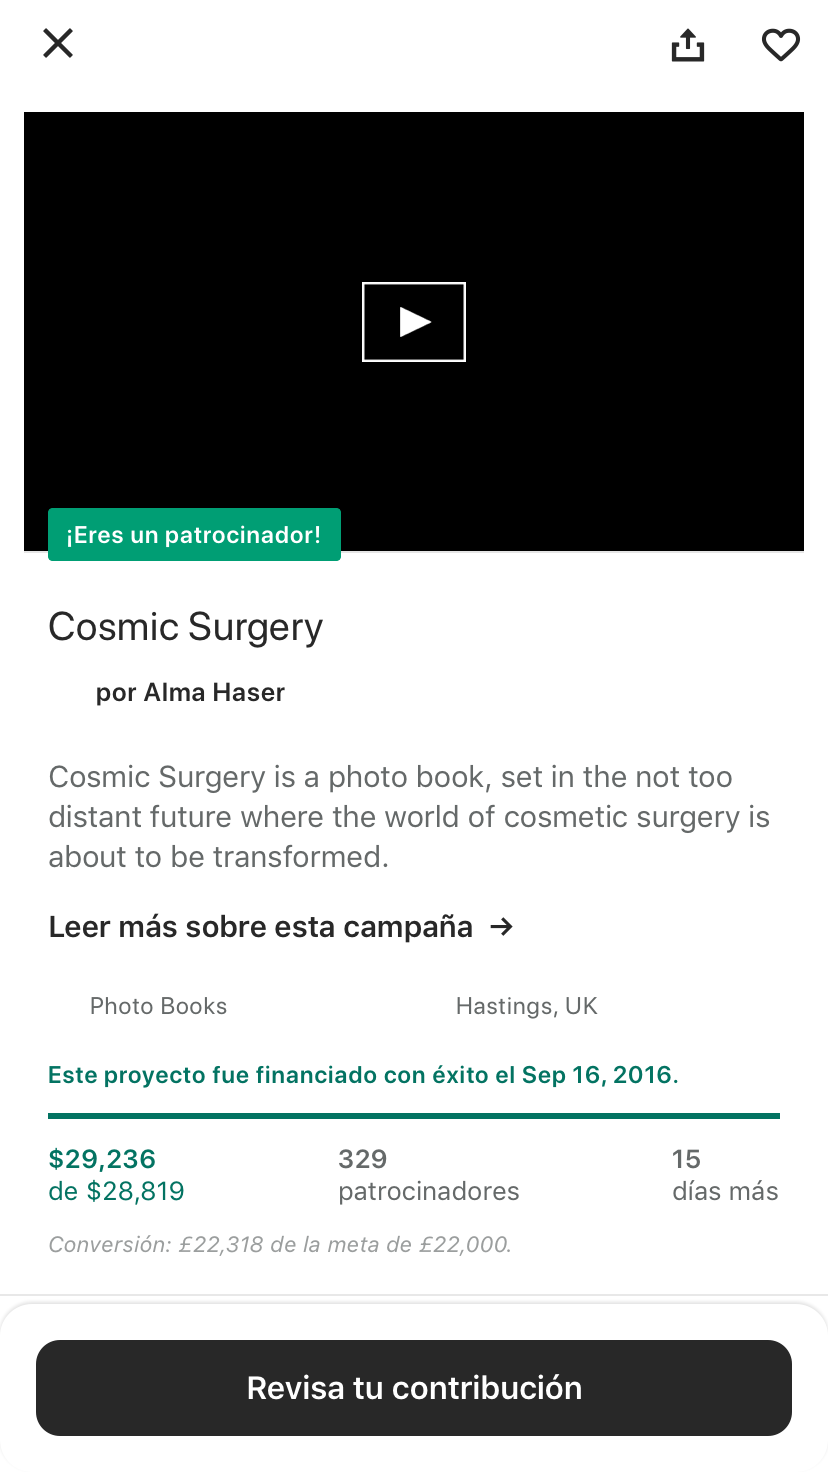 ¡Eres un patrocinador!
Cosmic Surgery
por Alma Haser
Cosmic Surgery is a photo book, set in the not too
distant future where the world of cosmetic surgery is
about to be transformed.
Leer más sobre esta campaña →
Photo Books
Hastings, UK
Este proyecto fue financiado con éxito el Sep 16, 2016.
$29,236
de $28,819
329
patrocinadores
15
días más
Conversión: £22,318 de la meta de £22,000.
Revisa tu contribución